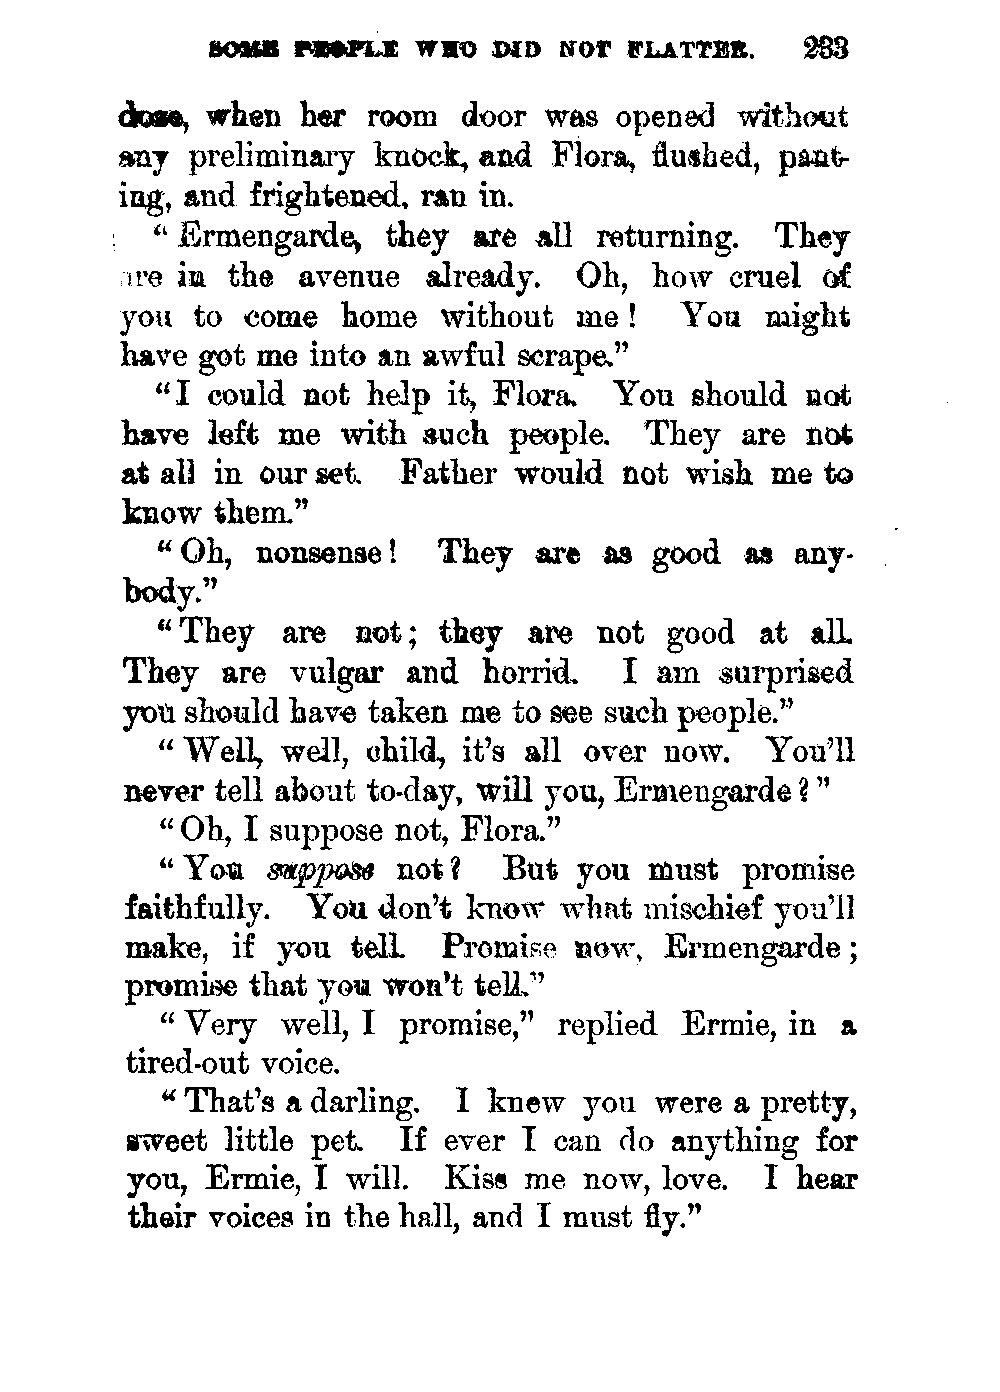 SOME PEOPLE WHO DID NOT FLATTER. 233
doze, when her room door was opened without
any preliminary knock, and Flora, flushed, pant-
ing, and frightened, ran in.
“Ermengarde, they are all returning. They
are in the avenue already. Oh, how cruel of
you to come home without me! You might
have got me into an awful scrape.”
“I could not help it, Flora. You should not
have left me with such people. They are not
at all in our set. Father would not wish me to
know them.”
“Oh, nonsense! They are as good as any-
body.”
“They are not; they are not good at all.
They are vulgar and horrid. I am surprised
you should have taken me to see such people.”
“Well, well, child, it’s all over now. You’ll
never tell about to-day, will you, Ermengarde?”
“Oh, I suppose not, Flora.”
“You suppose not? But you must promise
faithfully. You don’t know what mischief you’ll
make, if you tell. Promise now, Ermengarde;
promise that you won’t tell.”
“Very well, I promise,” replied Ermie, in a
tired-out voice.
“That’s a darling. I knew you were a pretty,
sweet little pet. If ever I can do anything for
you, Ermie, I will. Kiss me now, love. I hear
their voices in the hall, and I must fly.”